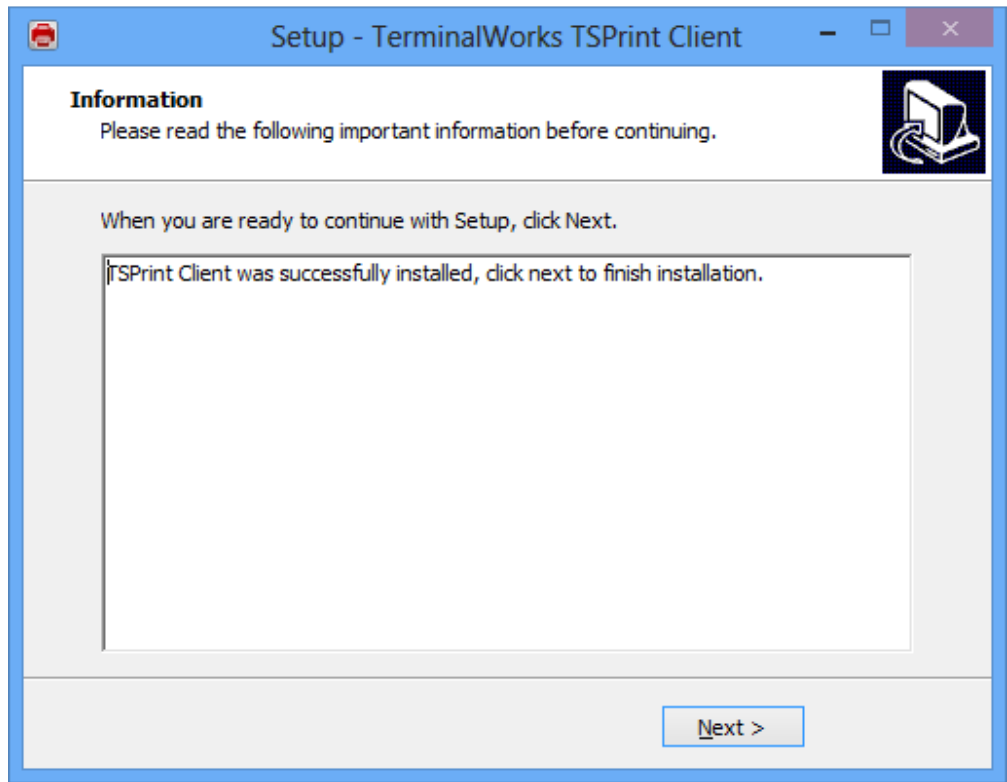 Setup - TerminalWorks TSPrint Client
Information
Please read the following important information before continuing.
When you are ready to continue with Setup, click Next.
TSPrint Client was successfully installed, click next to finish installation.
Next >